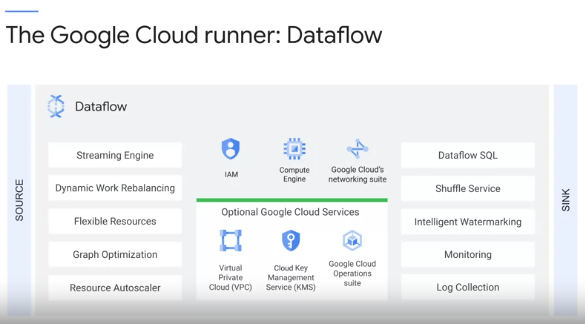 The Google Cloud runner: Dataflow
SOURCE
Dataflow
Streaming Engine
Dynamic Work Rebalancing
Flexible Resources
Graph Optimization
Resource Autoscaler
IAM
Compute
Engine
Google Cloud's
networking suite
Optional Google Cloud Services
Virtual
Private
Cloud (VPC)
Cloud Key
Management
Service (KMS)
Google Cloud
Operations
suite
Dataflow SQL
Shuffle Service
Intelligent Watermarking
Monitoring
Log Collection
SINK